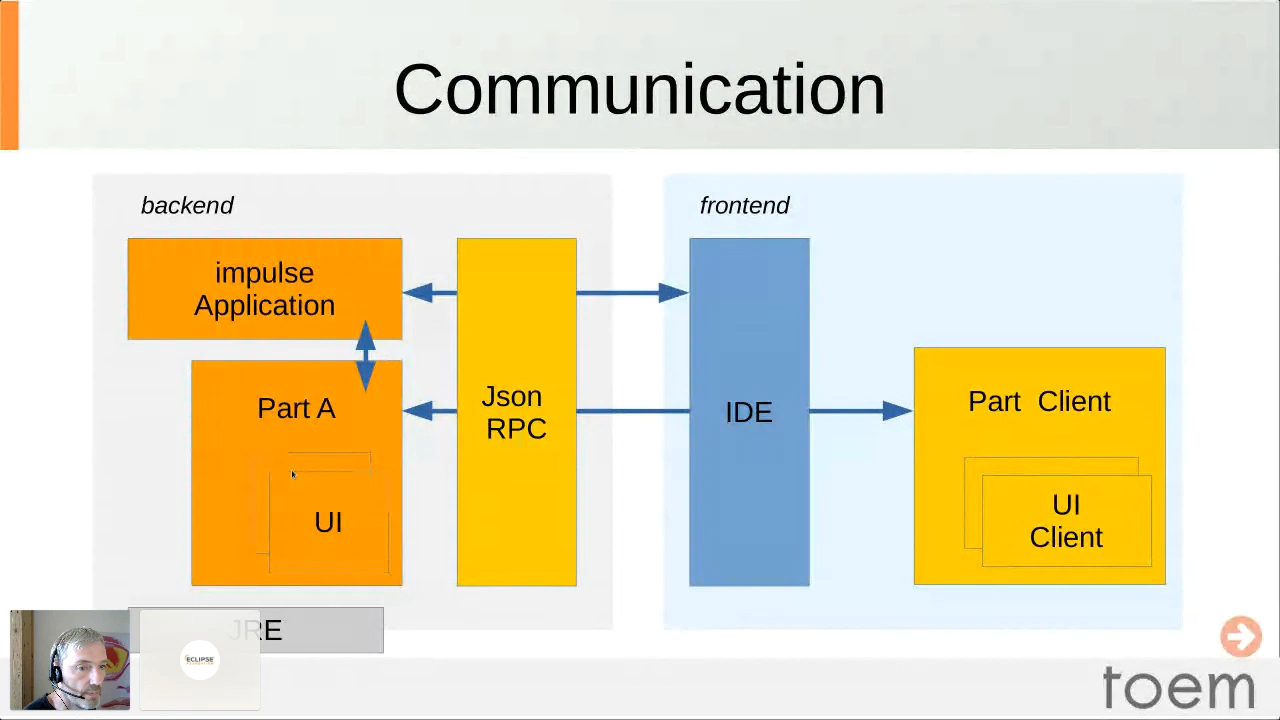 Communication
backend
frontend
impulse
Application
Json
RPC
IDE
Part A
UI
Part Client
UI
Client
JRE
ECLIPSE
toem